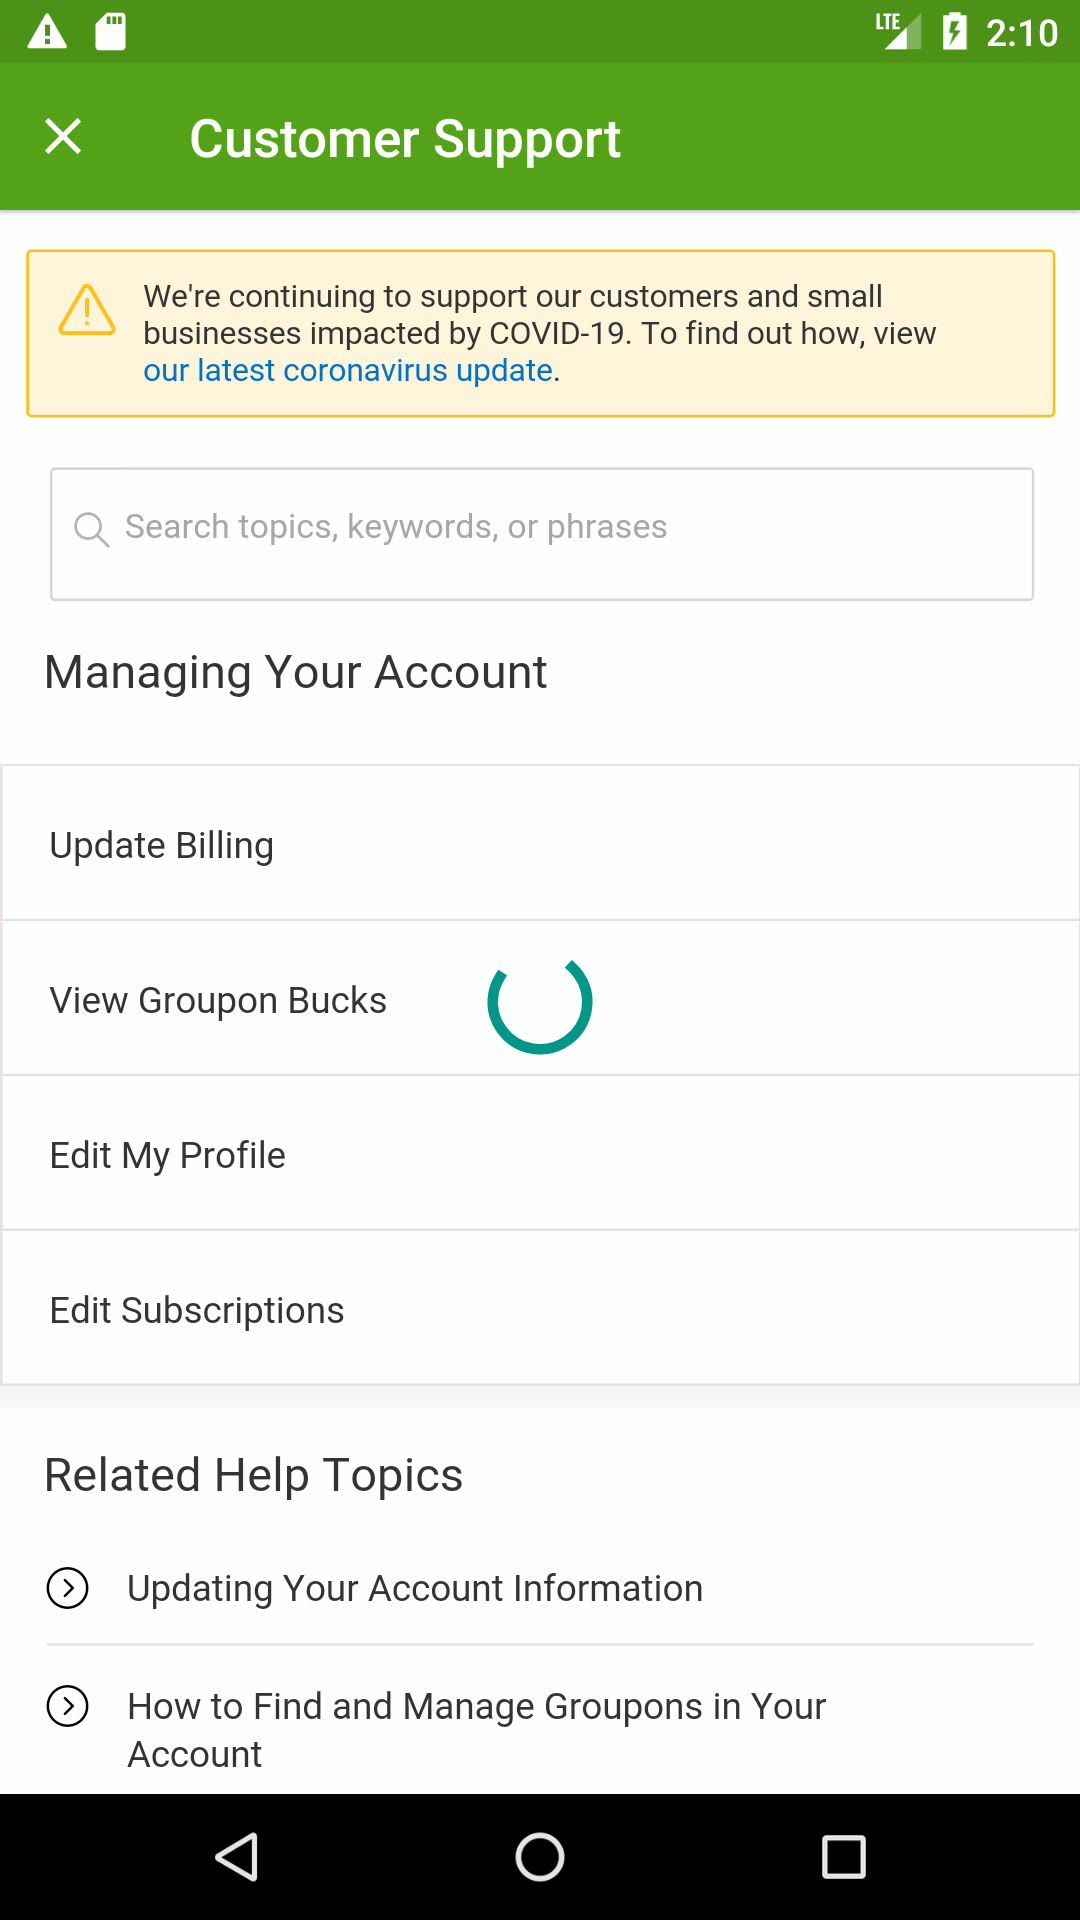 LTE 2:10
Customer Support
We're continuing to support our customers and small
businesses impacted by COVID-19. To find out how, view
our latest coronavirus update.
Search topics, keywords, or phrases
Managing Your Account
Update Billing
View Groupon Bucks
Edit My Profile
Edit Subscriptions
Related Help Topics
Updating Your Account Information
How to Find and Manage Groupons in Your
Account